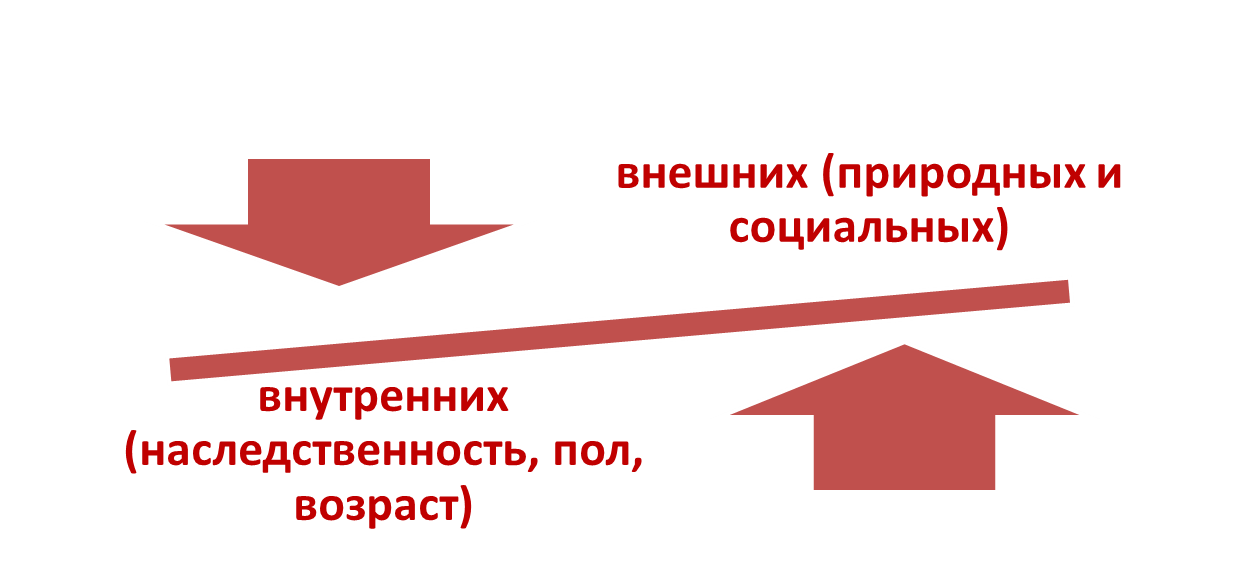 внешних (природных и
социальных)
внутренних
(наследственность, пол,
возраст)